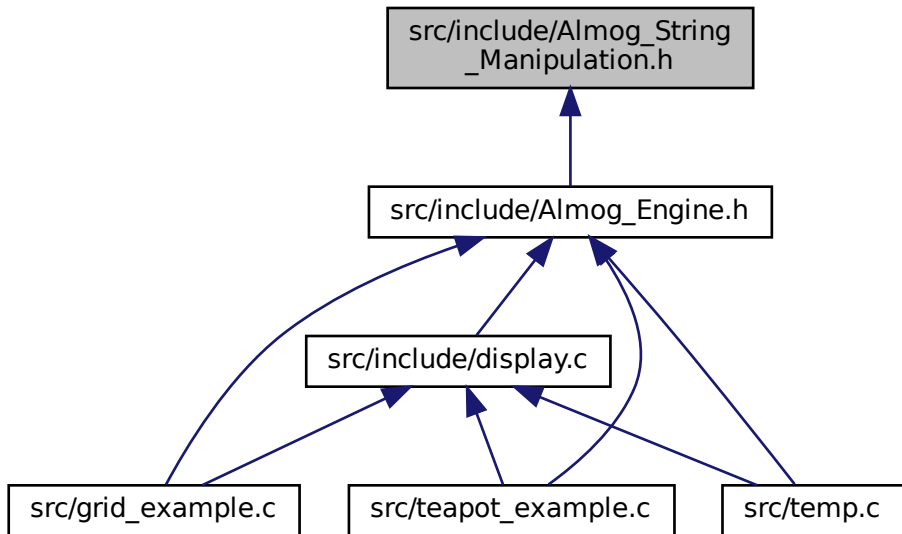 src/include/Almog_String
_Manipulation.h
src/include/Almog_Engine.h
src/include/display.c
src/grid_example.c
src/teapot_example.c
src/temp.c